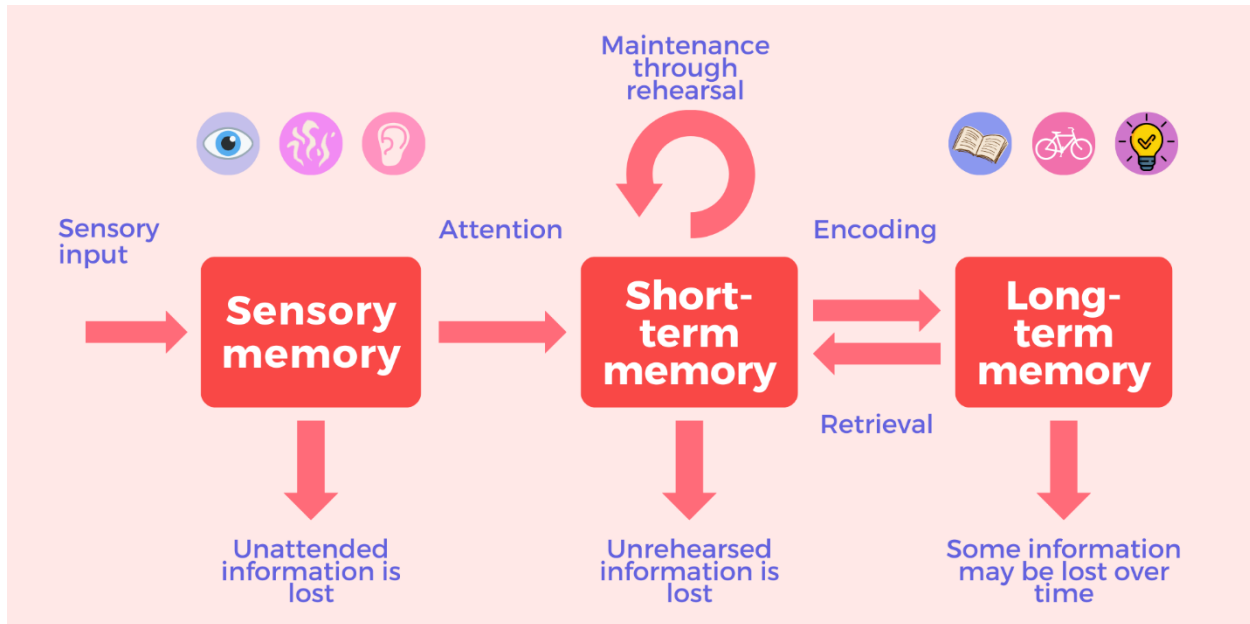 Maintenance
through
rehearsal
Sensory
input
Attention
Encoding
Sensory
memory
Short-
term
memory
Long-
term
memory
Retrieval
Unattended
information is
lost
Unrehearsed
information is
lost
Some information
may be lost over
time